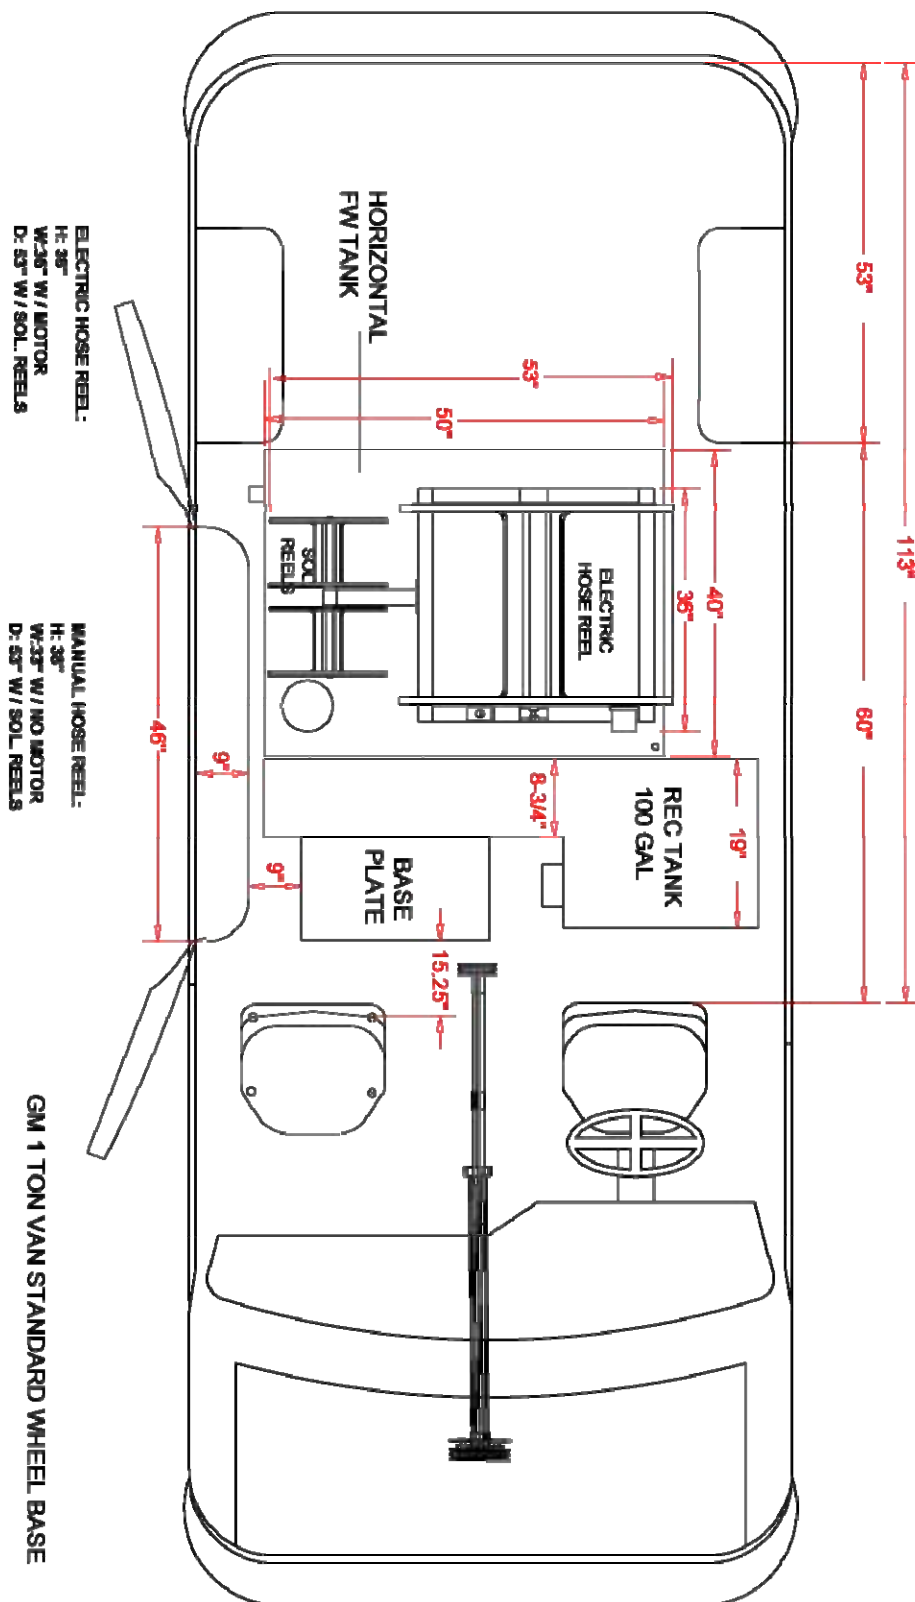 GM 1 TON VAN STANDARD WHEEL BASE
113"
53"
60"
53"
50"
40"
36"
HORIZONTAL
FW TANK
ELECTRIC
HOSE REEL
SOL
REELS
REC TANK
100 GAL
19"
8-3/4"
BASE
PLATE
15.25"
9"
9"
46"
ELECTRIC HOSE REEL:
H: 36"
W:36" W / MOTOR
D: 53" W / SOL. REELS
MANUAL HOSE REEL:
H: 36"
W:33" W / NO MOTOR
D: 53" W / SOL. REELS